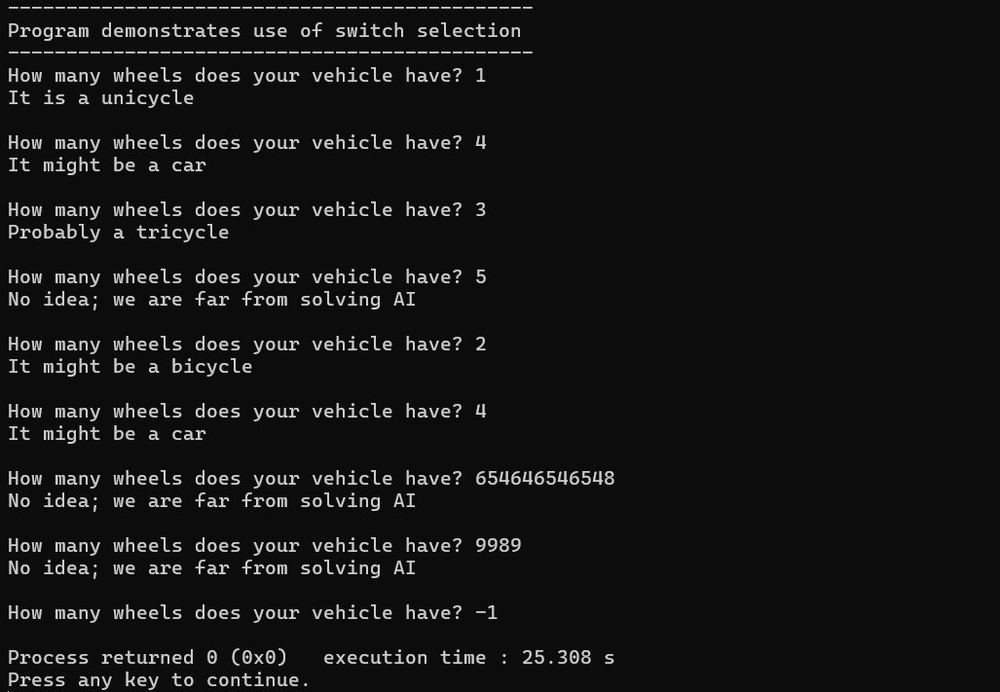 ---------------------------------------------
Program demonstrates use of switch selection
---------------------------------------------
How many wheels does your vehicle have? 1
It is a unicycle

How many wheels does your vehicle have? 4
It might be a car

How many wheels does your vehicle have? 3
Probably a tricycle

How many wheels does your vehicle have? 5
No idea; we are far from solving AI

How many wheels does your vehicle have? 2
It might be a bicycle

How many wheels does your vehicle have? 4
It might be a car

How many wheels does your vehicle have? 654646546548
No idea; we are far from solving AI

How many wheels does your vehicle have? 9989
No idea; we are far from solving AI

How many wheels does your vehicle have? -1

Process returned 0 (0x0)   execution time : 25.308 s
Press any key to continue.